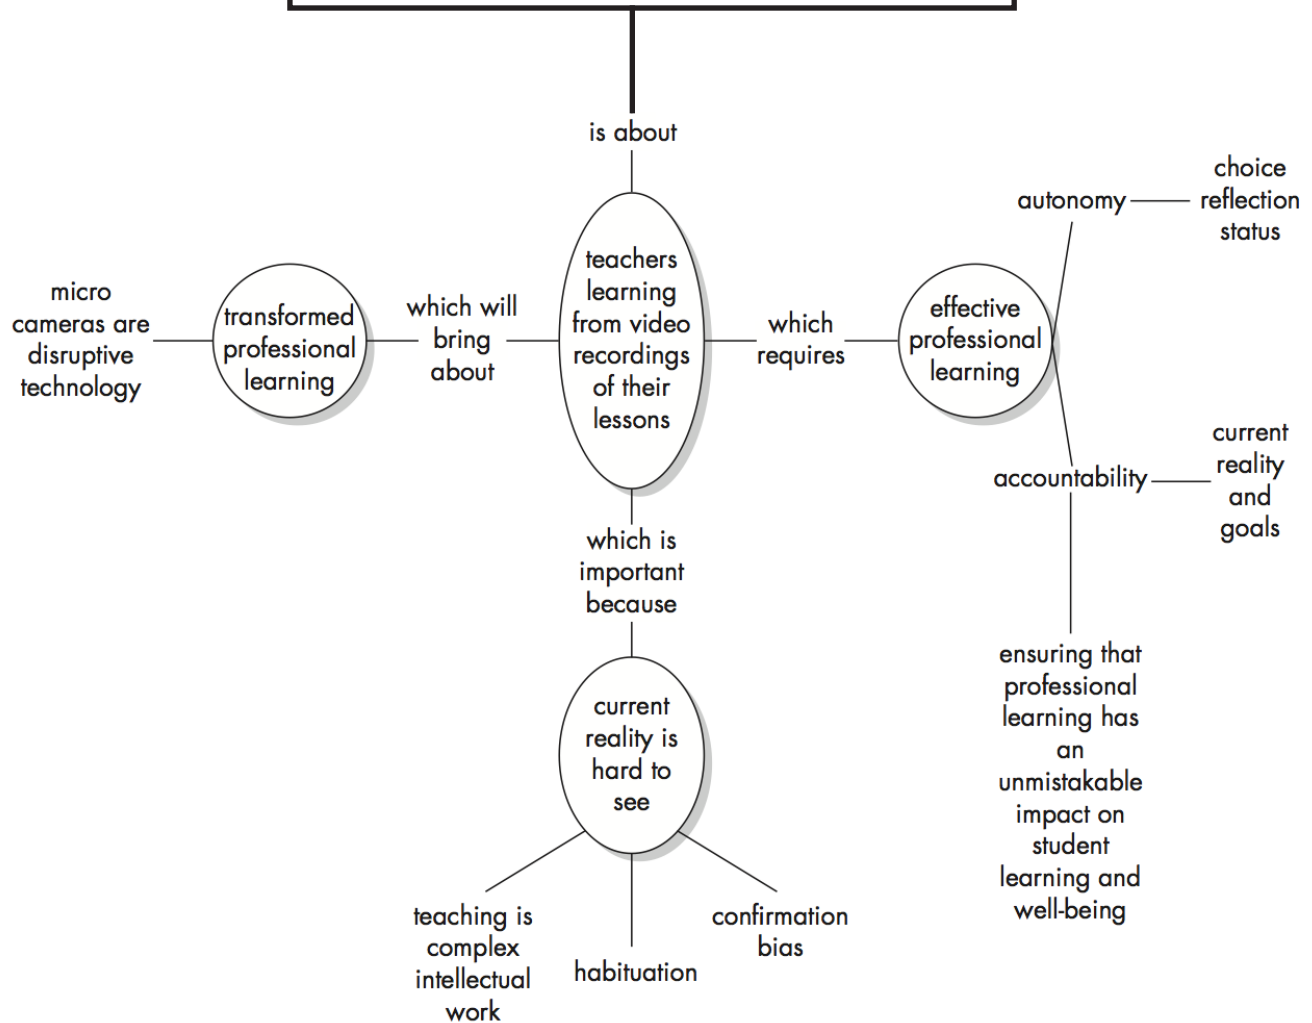 is about
micro
cameras are
disruptive
technology
transformed
professional
learning
which will
bring
about
teachers
learning
from video
recordings
of their
lessons
which
requires
effective
professional
learning
autonomy
choice
reflection
status
accountability
current
reality
and
goals
ensuring that
professional
learning has
an
unmistakable
impact on
student
learning and
well-being
which is
important
because
current
reality is
hard to
see
teaching is
complex
intellectual
work
habituation
confirmation
bias